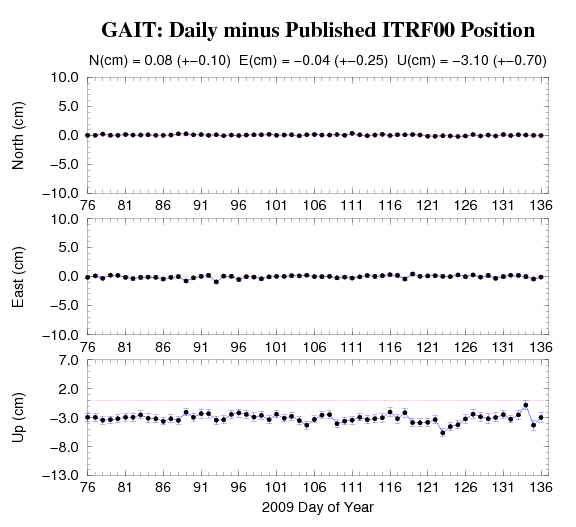 GAIT: Daily minus Published ITRF00 Position
N(cm) = 0.08 (+−0.10) E(cm) = −0.04 (+−0.25) U(cm) = −3.10 (+−0.70)
10.0
5.0
0.0
−5.0
−10.0
North (cm)
76 81 86 91 96 101 106 111 116 121 126 131 136
10.0
5.0
0.0
−5.0
−10.0
East (cm)
76 81 86 91 96 101 106 111 116 121 126 131 136
7.0
2.0
−3.0
−8.0
−13.0
Up (cm)
76 81 86 91 96 101 106 111 116 121 126 131 136
2009 Day of Year